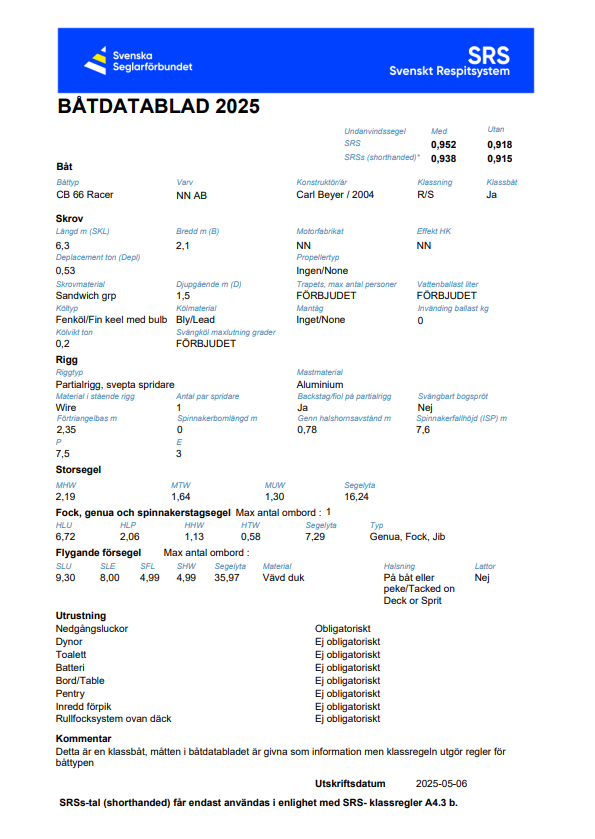 Svenska
Seglarförbundet
SRS
Svenskt Respitsystem
BÅTDATABLAD 2025
Undanvindssegel Med Utan
SRS 0,952 0,918
SRSs (shorthanded)* 0,938 0,915
Båt
Båttyp Varv Konstruktör/år Klassning Klassbåt
CB 66 Racer NN AB Carl Beyer / 2004 R/S Ja
Skrov
Längd m (SKL) Bredd m (B) Motorfabrikat Effekt HK
6,3 2,1 NN NN
Deplacement ton (Depl) Propellertyp
0,53 Ingen/None
Skrovmaterial Djupgående m (D) Trapets, max antal personer Vattenballast liter
Sandwich grp 1,5 FÖRBJUDET FÖRBJUDET
Költyp Kölmaterial Mantåg Invänding ballast kg
Fenköl/Fin keel med bulb Bly/Lead Inget/None 0
Kölvikt ton Svängköl maxlutning grader
0,2 FÖRBJUDET
Rigg
Riggtyp Mastmaterial
Partialrigg, svepta spridare Aluminium
Material i stående rigg Antal par spridare Backstag/fiol på partialrigg Svängbart bogspröt
Wire 1 Ja Nej
Förtriangelbas m Spinnakerbomlängd m Genn halshornsavstånd m Spinnakerfallhöjd (ISP) m
2,35 0 0,78 7,6
P E
7,5 3
Storsegel
MHW MTW MUW Segelyta
2,19 1,64 1,30 16,24
Fock, genua och spinnakerstagsegel Max antal ombord : 1
HLU HLP HHW HTW Segelyta Typ
6,72 2,06 1,13 0,58 7,29 Genua, Fock, Jib
Flygande försegel Max antal ombord :
SLU SLE SFL SHW Segelyta Material Halsning Lattor
9,30 8,00 4,99 4,99 35,97 Vävd duk På båt eller Nej
peke/Tacked on
Deck or Sprit
Utrustning
Nedgångsluckor Obligatoriskt
Dynor Ej obligatoriskt
Toalett Ej obligatoriskt
Batteri Ej obligatoriskt
Bord/Table Ej obligatoriskt
Pentry Ej obligatoriskt
Inredd förpik Ej obligatoriskt
Rullfocksystem ovan däck Ej obligatoriskt
Kommentar
Detta är en klassbåt, måtten i båtdatabladet är givna som information men klassregeln utgör regler för
båttypen
Utskriftsdatum 2025-05-06
SRSs-tal (shorthanded) får endast användas i enlighet med SRS- klassregler A4.3 b.